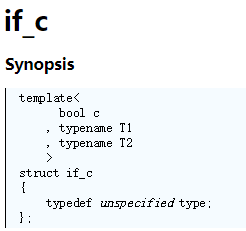 if_c
Synopsis
template<
      bool c
    , typename T1
    , typename T2
    >
struct if_c
{
    typedef unspecified type;
};